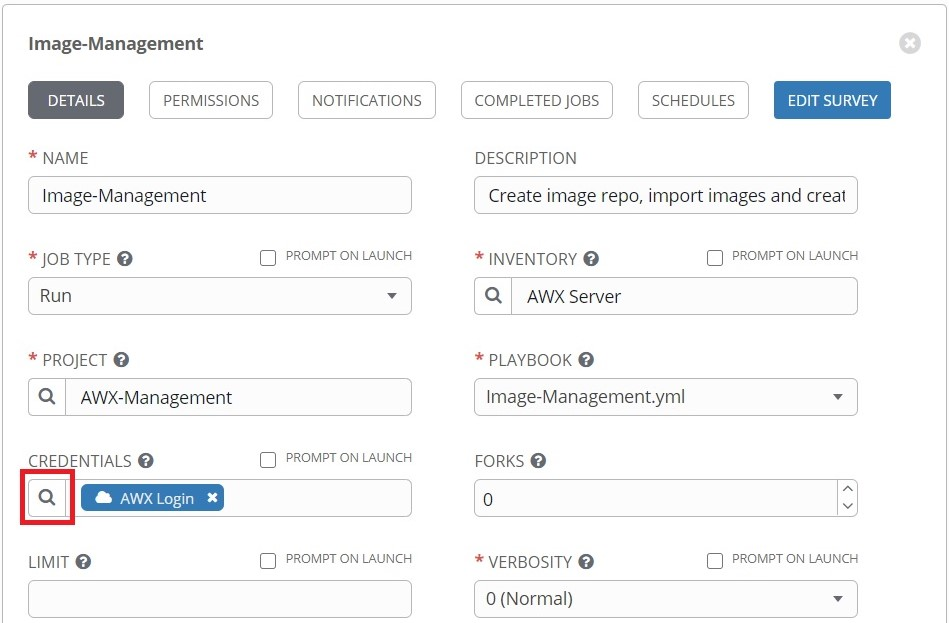 Image-Management
DETAILS PERMISSIONS NOTIFICATIONS COMPLETED JOBS SCHEDULES EDIT SURVEY
* NAME
Image-Management
DESCRIPTION
Create image repo, import images and creat
* JOB TYPE ? PROMPT ON LAUNCH
Run
* INVENTORY ? PROMPT ON LAUNCH
AWX Server
* PROJECT ?
AWX-Management
* PLAYBOOK ?
Image-Management.yml
CREDENTIALS ? PROMPT ON LAUNCH
AWX Login
FORKS ?
0
LIMIT ? PROMPT ON LAUNCH
* VERBOSITY ? PROMPT ON LAUNCH
0 (Normal)